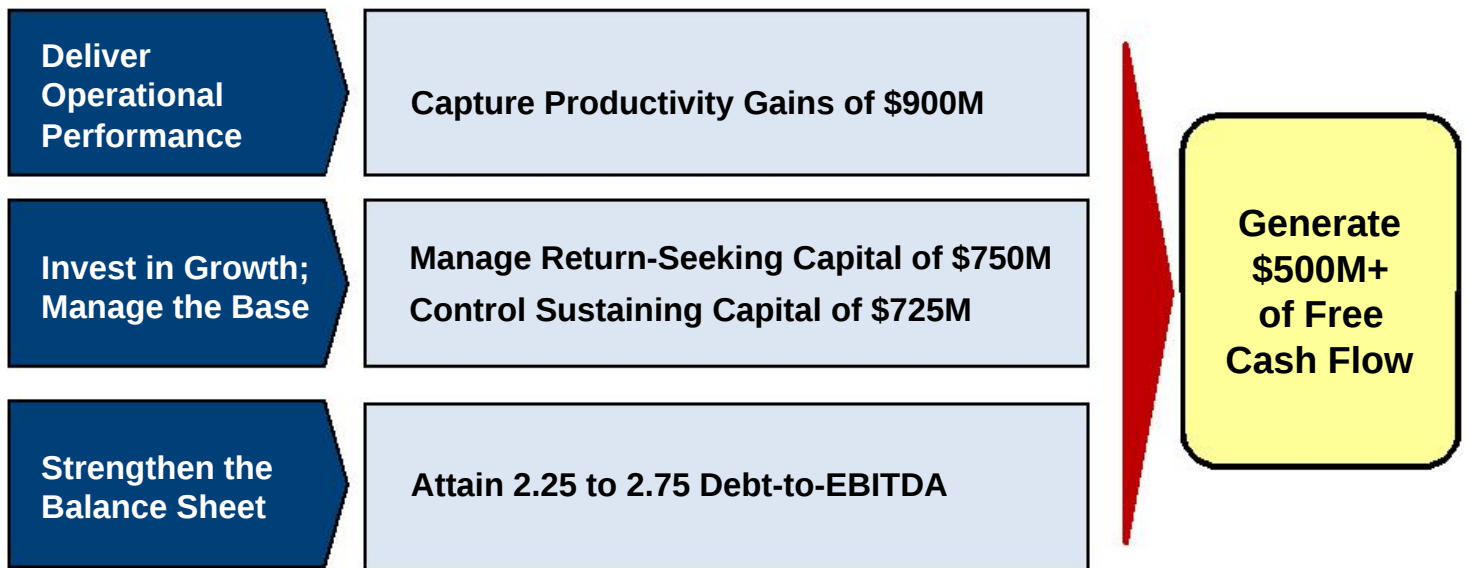 Deliver
Operational
Performance
Capture Productivity Gains of $900M
Invest in Growth;
Manage the Base
Manage Return-Seeking Capital of $750M
Control Sustaining Capital of $725M
Strengthen the
Balance Sheet
Attain 2.25 to 2.75 Debt-to-EBITDA
Generate
$500M+
of Free
Cash Flow